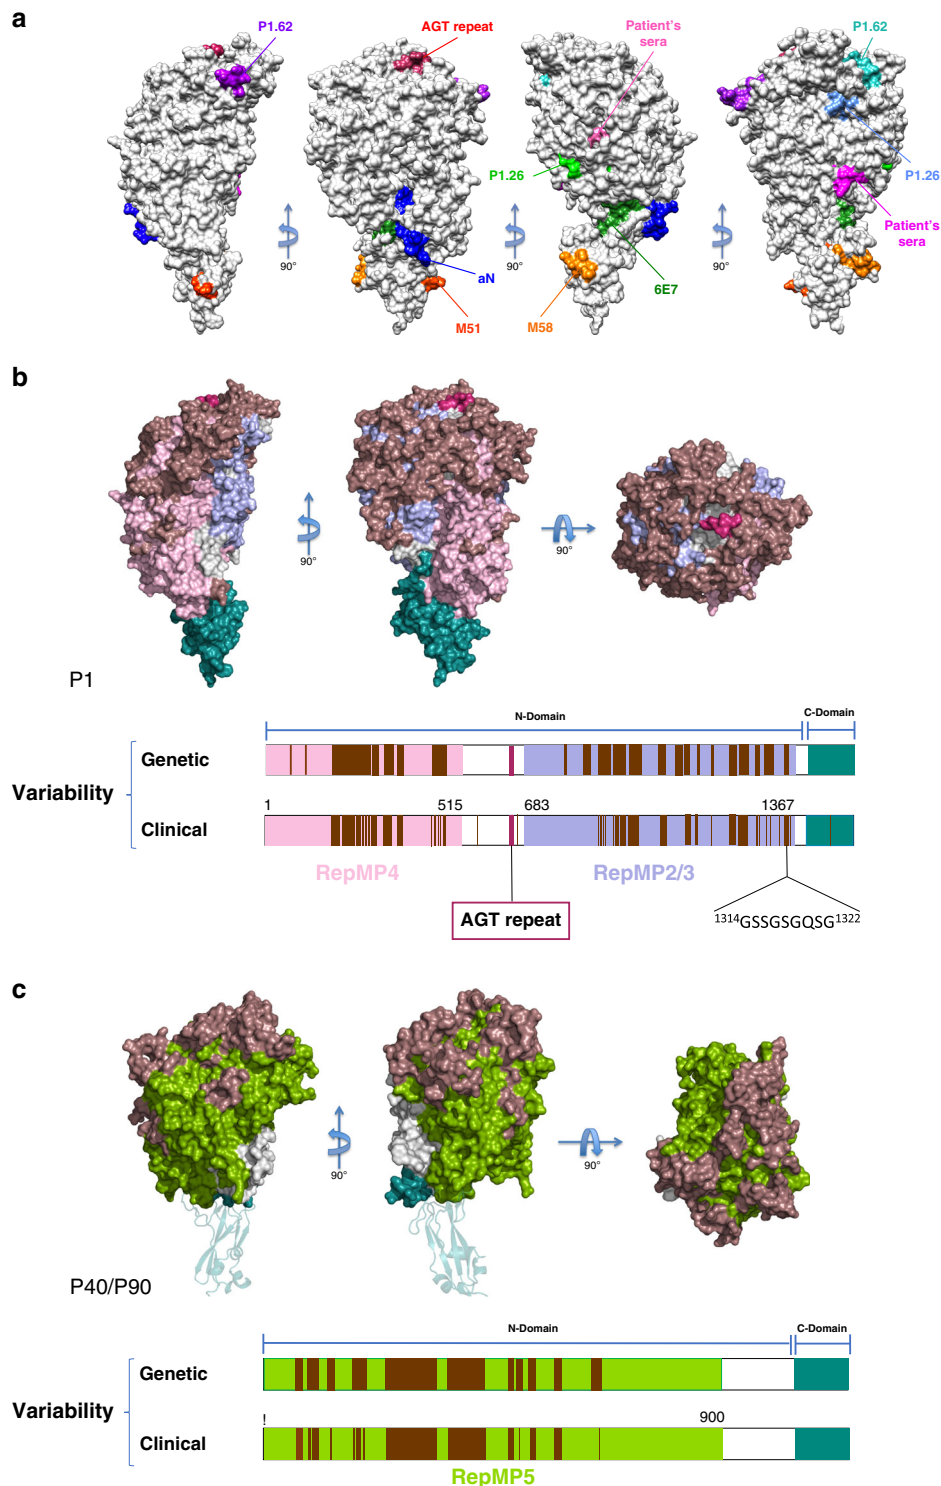 a
P1.62
AGT repeat
Patient's
sera
P1.62
P1.26
P1.26
Patient's
sera
aN
6E7
M51
M58
90°
90°
90°
b
90°
90°
P1
N-Domain
C-Domain
Variability
Genetic
1
515
683
1367
Clinical
RepMP4
RepMP2/3
AGT repeat
1314GSSGSGQSG1322
c
90°
90°
P40/P90
N-Domain
C-Domain
Variability
Genetic
!
900
Clinical
RepMP5